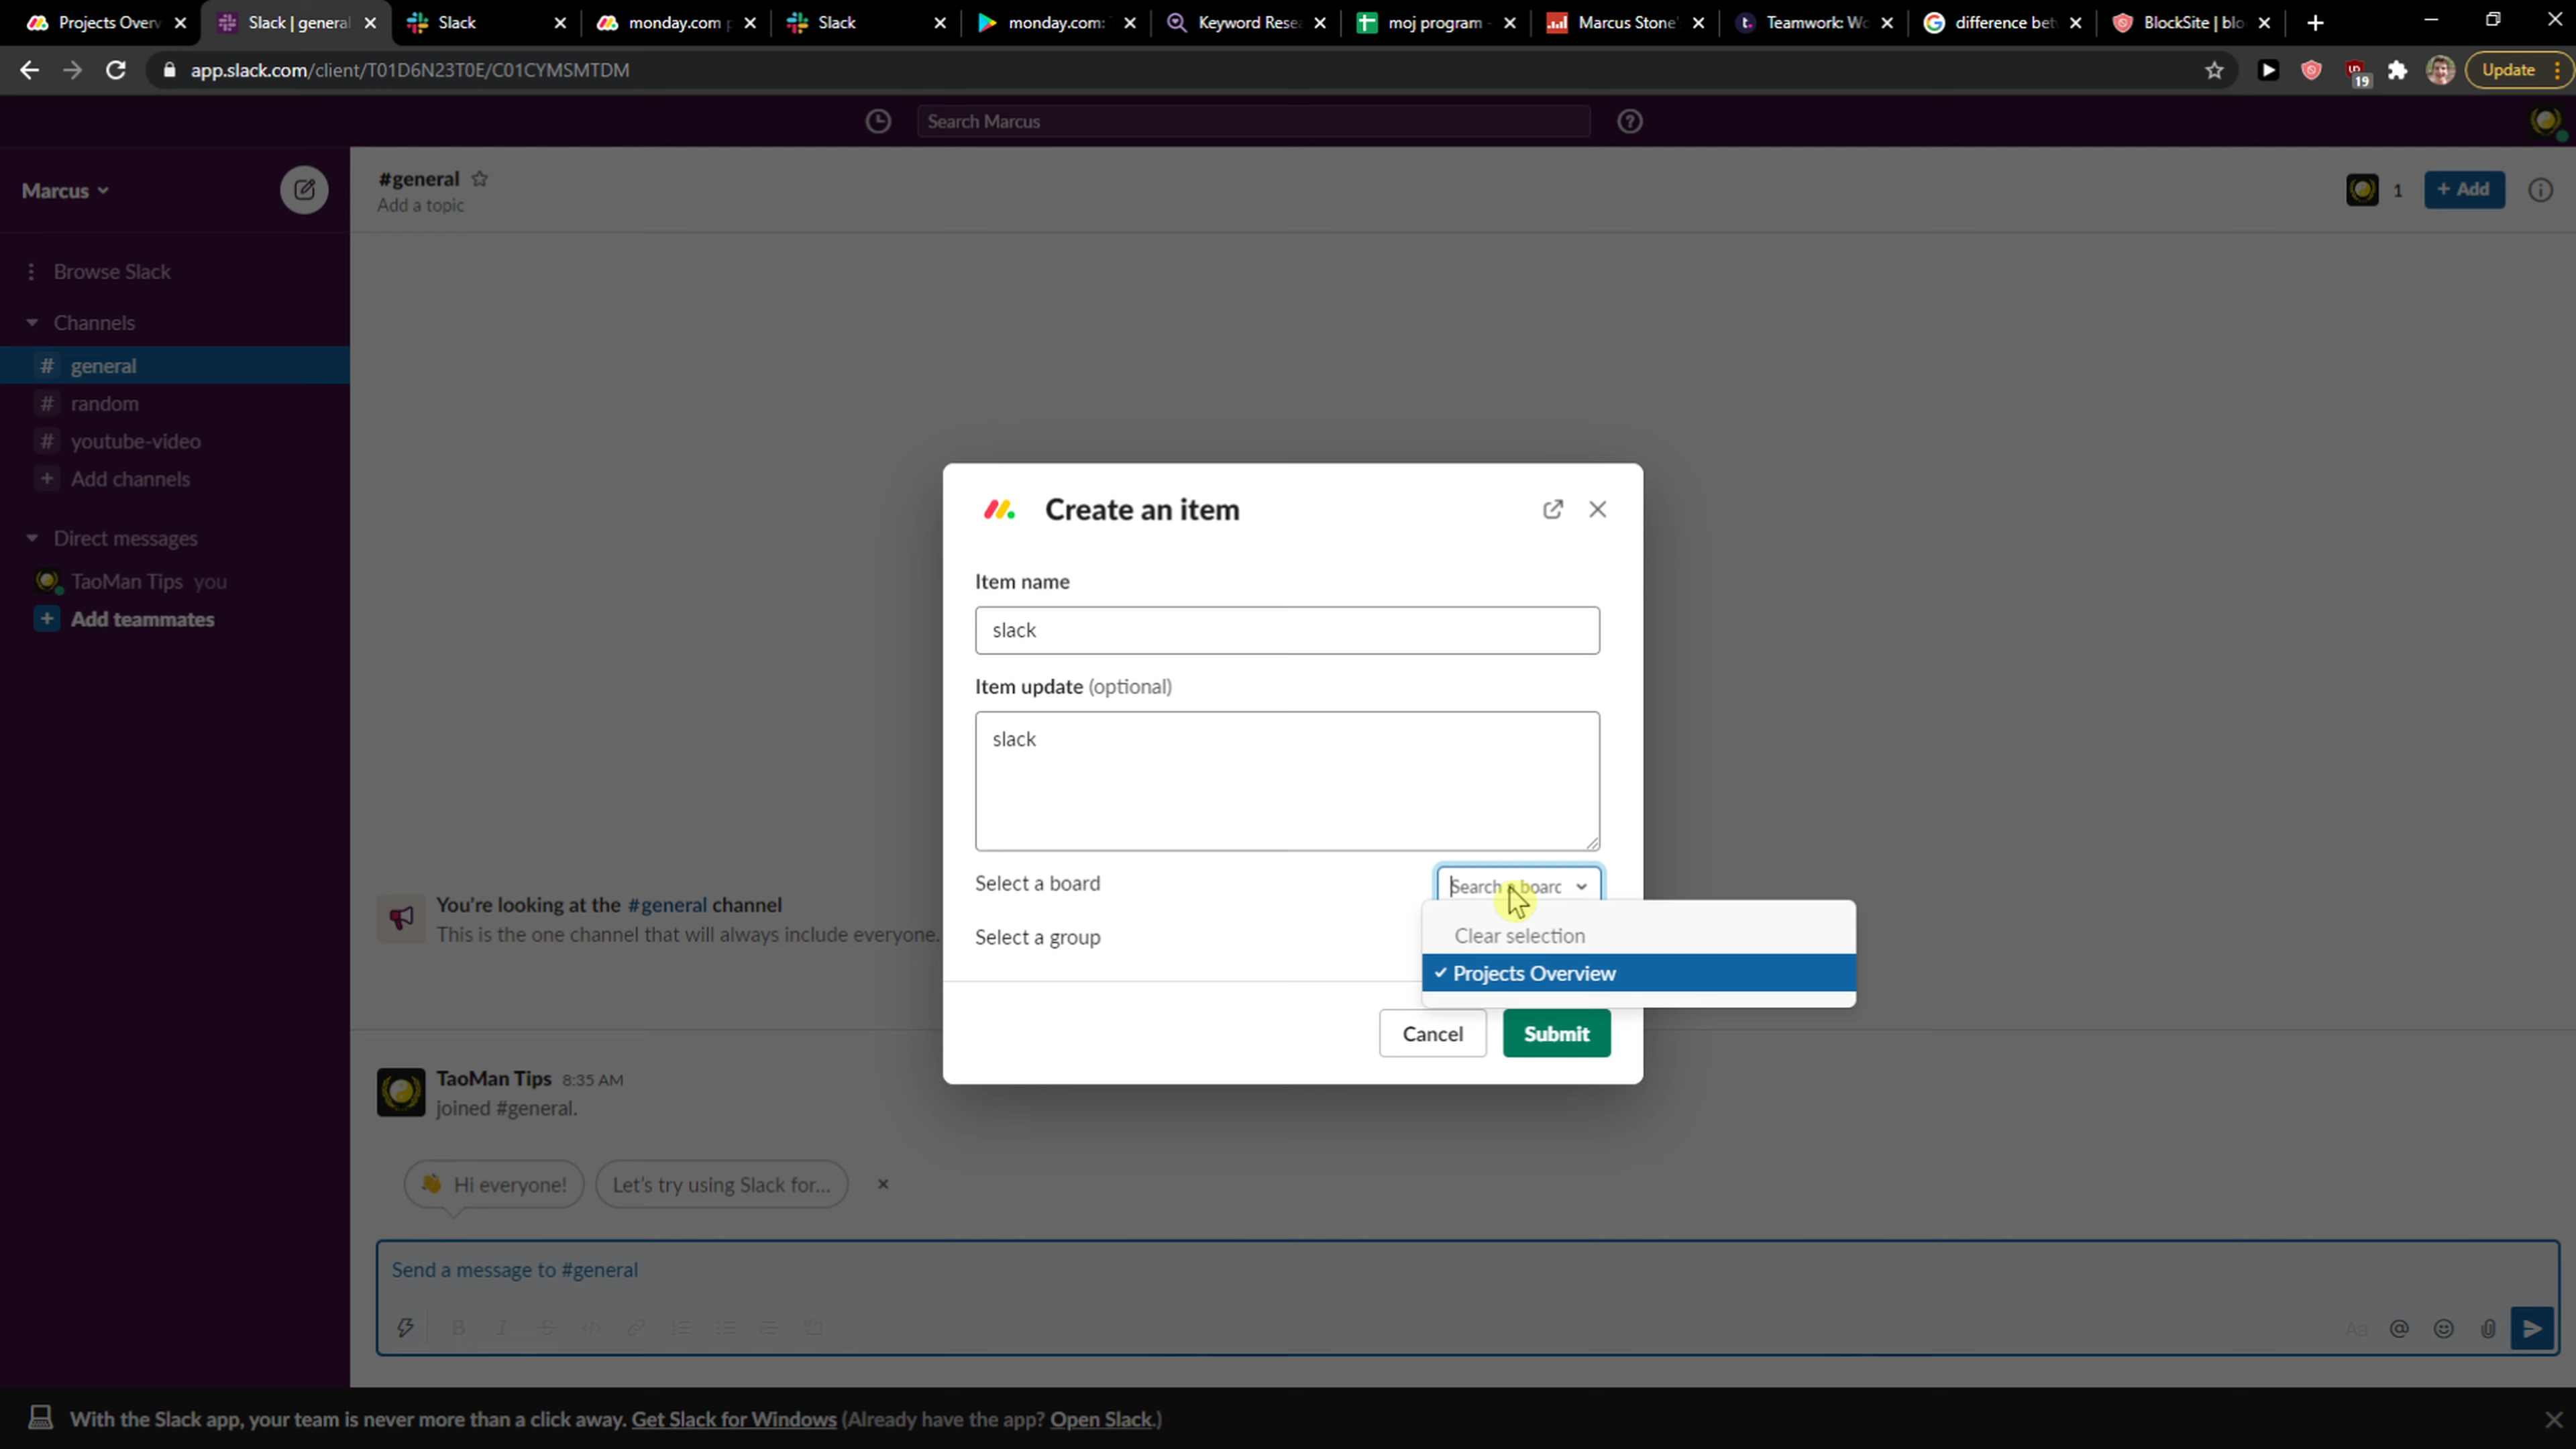 Projects Overv
Slack | general
Slack
monday.com p
Slack
monday.com:
Keyword Resea
moj program -
Marcus Stone'
Teamwork: Wo
difference betw
BlockSite | blo
app.slack.com/client/T01D6N23T0E/C01CYMSMTDM
19
Update
Search Marcus
Marcus
#general
Add a topic
1
+ Add
Browse Slack
Channels
# general
# random
# youtube-video
+ Add channels
Direct messages
TaoMan Tips you
+ Add teammates
Create an item
Item name
slack
Item update (optional)
slack
Select a board
Search a board
Select a group
Clear selection
Projects Overview
Cancel
Submit
You're looking at the #general channel
This is the one channel that will always include everyone.
TaoMan Tips 8:35 AM
joined #general.
Hi everyone!
Let's try using Slack for...
Send a message to #general
With the Slack app, your team is never more than a click away. Get Slack for Windows (Already have the app? Open Slack.)